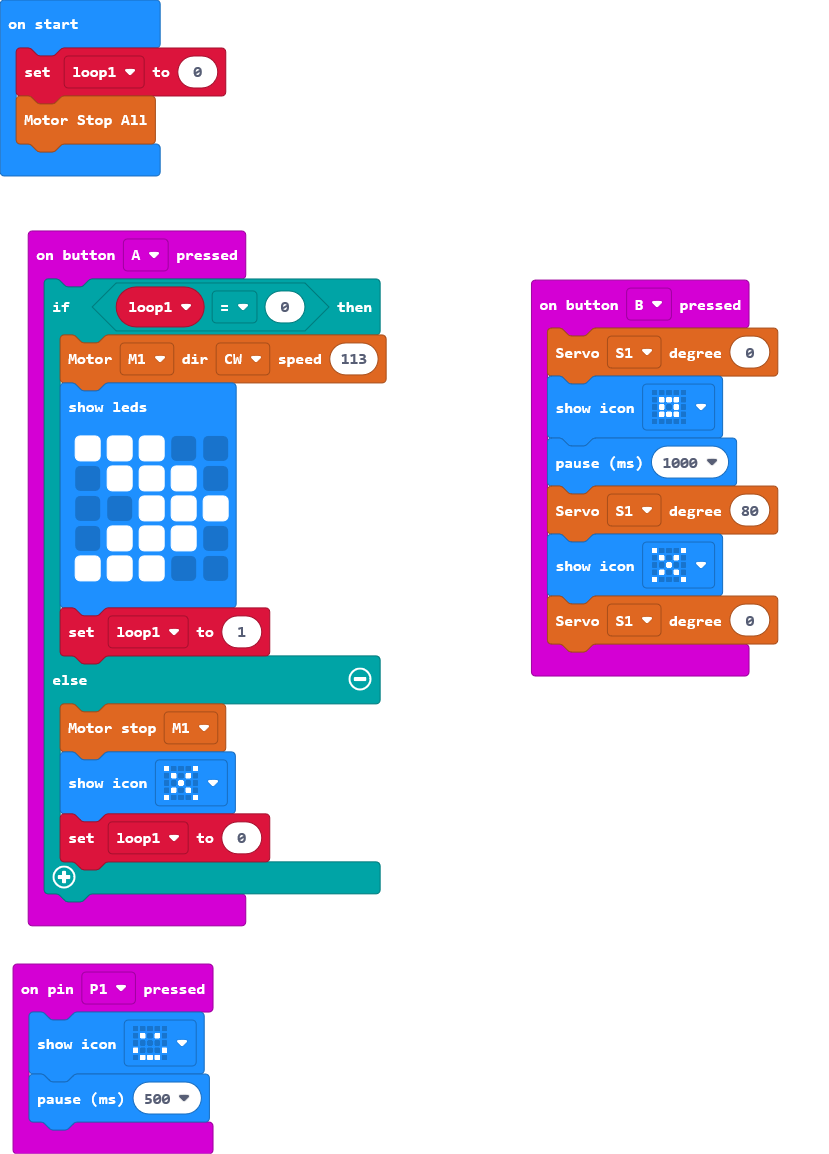 on start
set loop1 to 0
Motor Stop All
on button A pressed
if loop1 = 0 then
Motor M1 dir CW speed 113
show leds
set loop1 to 1
else
Motor stop M1
show icon
set loop1 to 0
on button B pressed
Servo S1 degree 0
show icon
pause (ms) 1000
Servo S1 degree 80
show icon
Servo S1 degree 0
on pin P1 pressed
show icon
pause (ms) 500